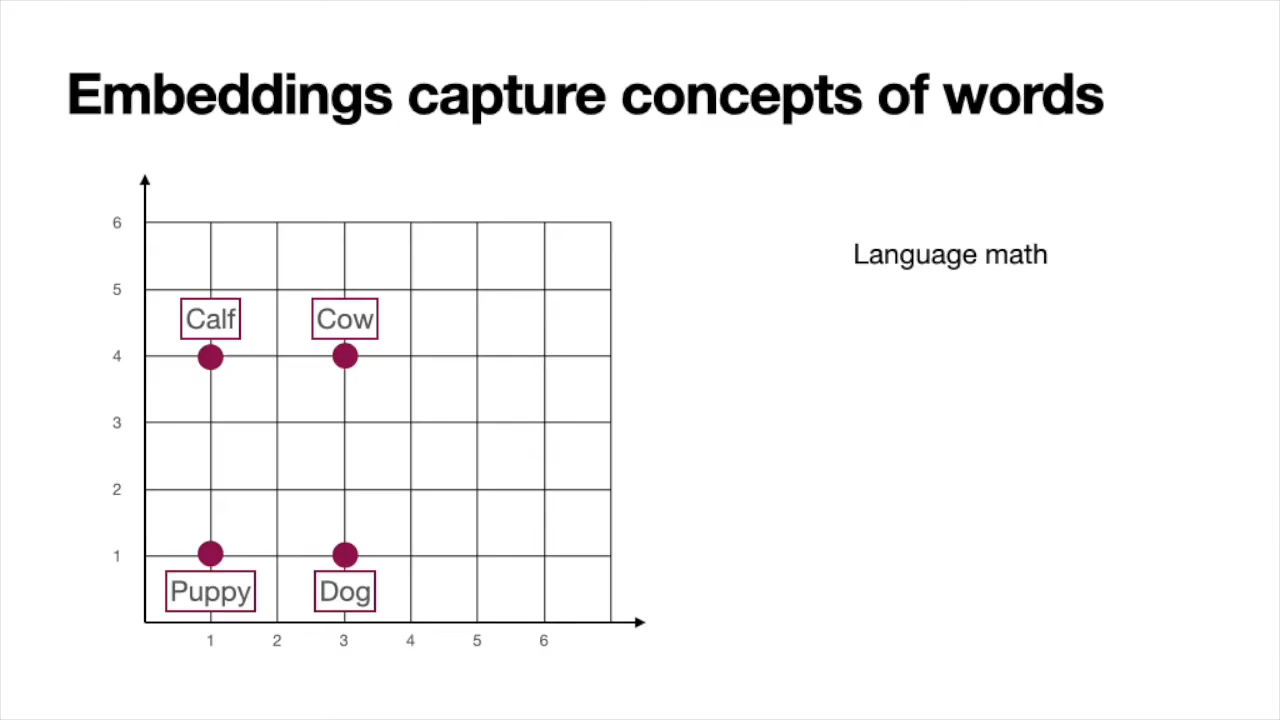 Embeddings capture concepts of words
Language math
6
5
Calf
Cow
4
3
2
1
Puppy
Dog
1 2 3 4 5 6